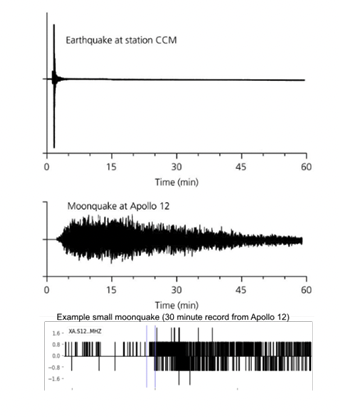 Earthquake at station CCM
0 15 30 45 60
Time (min)
Moonquake at Apollo 12
0 15 30 45 60
Time (min)
Example small moonquake (30 minute record from Apollo 12)
1.6
XA.S12..MHZ
0.8
0.0
-0.8
-1.6